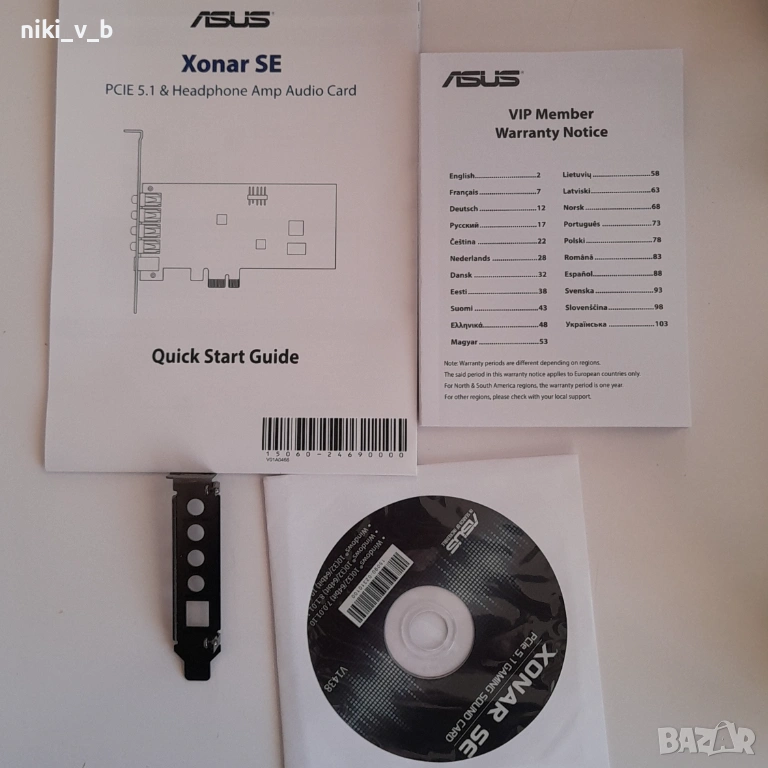 niki_v_b
ASUS
Xonar SE
PCIE 5.1 & Headphone Amp Audio Card
Quick Start Guide
15060-24690000
ASUS
VIP Member
Warranty Notice
English 2
Français 7
Deutsch 12
Русский 17
Čeština 22
Nederlands 28
Dansk 32
Eesti 38
Suomi 43
Ελληνικά 48
Magyar 53
Lietuvių 58
Latviski 63
Norsk 68
Português 73
Polski 78
Română 83
Español 88
Svenska 93
Slovenščina 98
Українська 103
Note: Warranty periods are different depending on regions.
The said period in this warranty notice applies to European countries only.
For North & South America regions, the warranty period is one year.
For other regions, please check with your local support.
ASUS
XONAR SE
PCIe 5.1 GAMING SOUND CARD
V1438
BAZAR